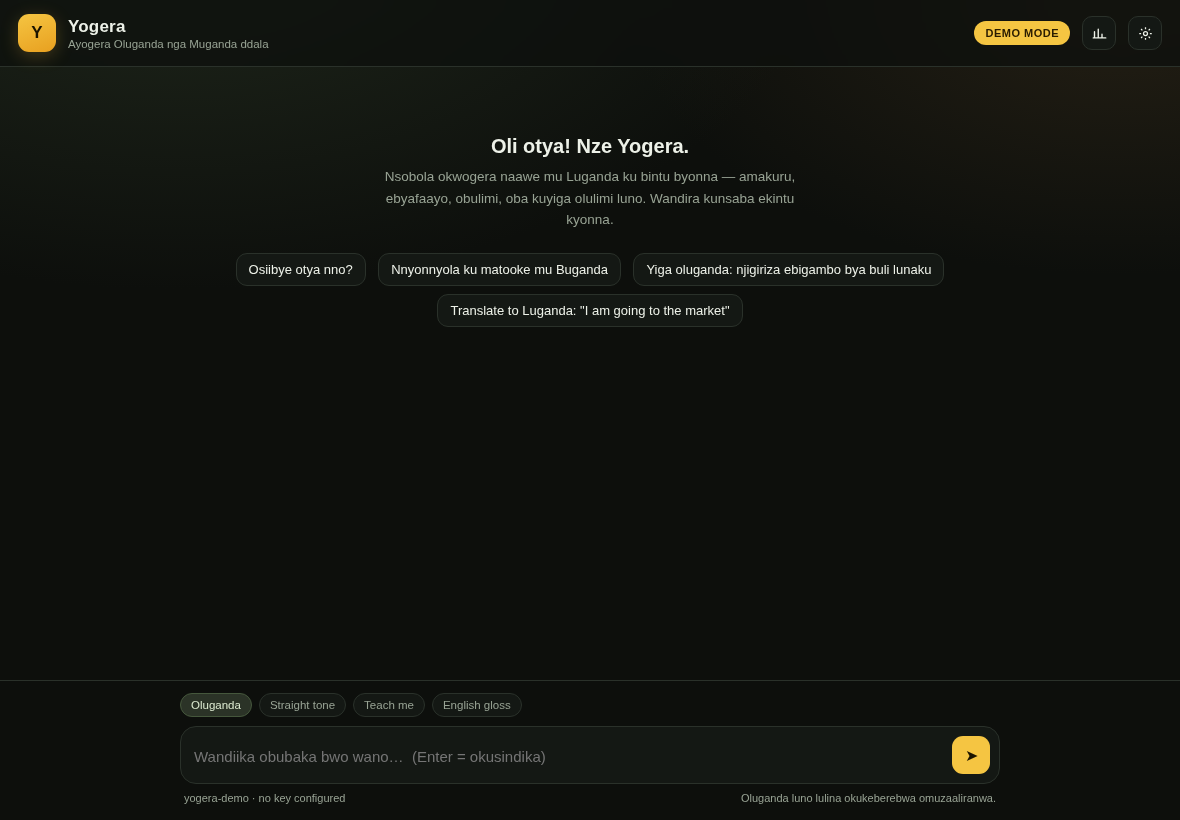 Y
Yogera
Ayogera Oluganda nga Muganda ddala
DEMO MODE
Oli otya! Nze Yogera.
Nsobola okwogera naawe mu Luganda ku bintu byonna — amakuru,
ebyafaayo, obulimi, oba kuyiga olulimi luno. Wandira kunsaba ekintu
kyonna.
Osiibye otya nno?
Nnyonnyola ku matooke mu Buganda
Yiga oluganda: njigiriza ebigambo bya buli lunaku
Translate to Luganda: "I am going to the market"
Oluganda
Straight tone
Teach me
English gloss
Wandiika obubaka bwo wano… (Enter = okusindika)
yogera-demo · no key configured
Oluganda luno lulina okukeberebwa omuzaaliranwa.